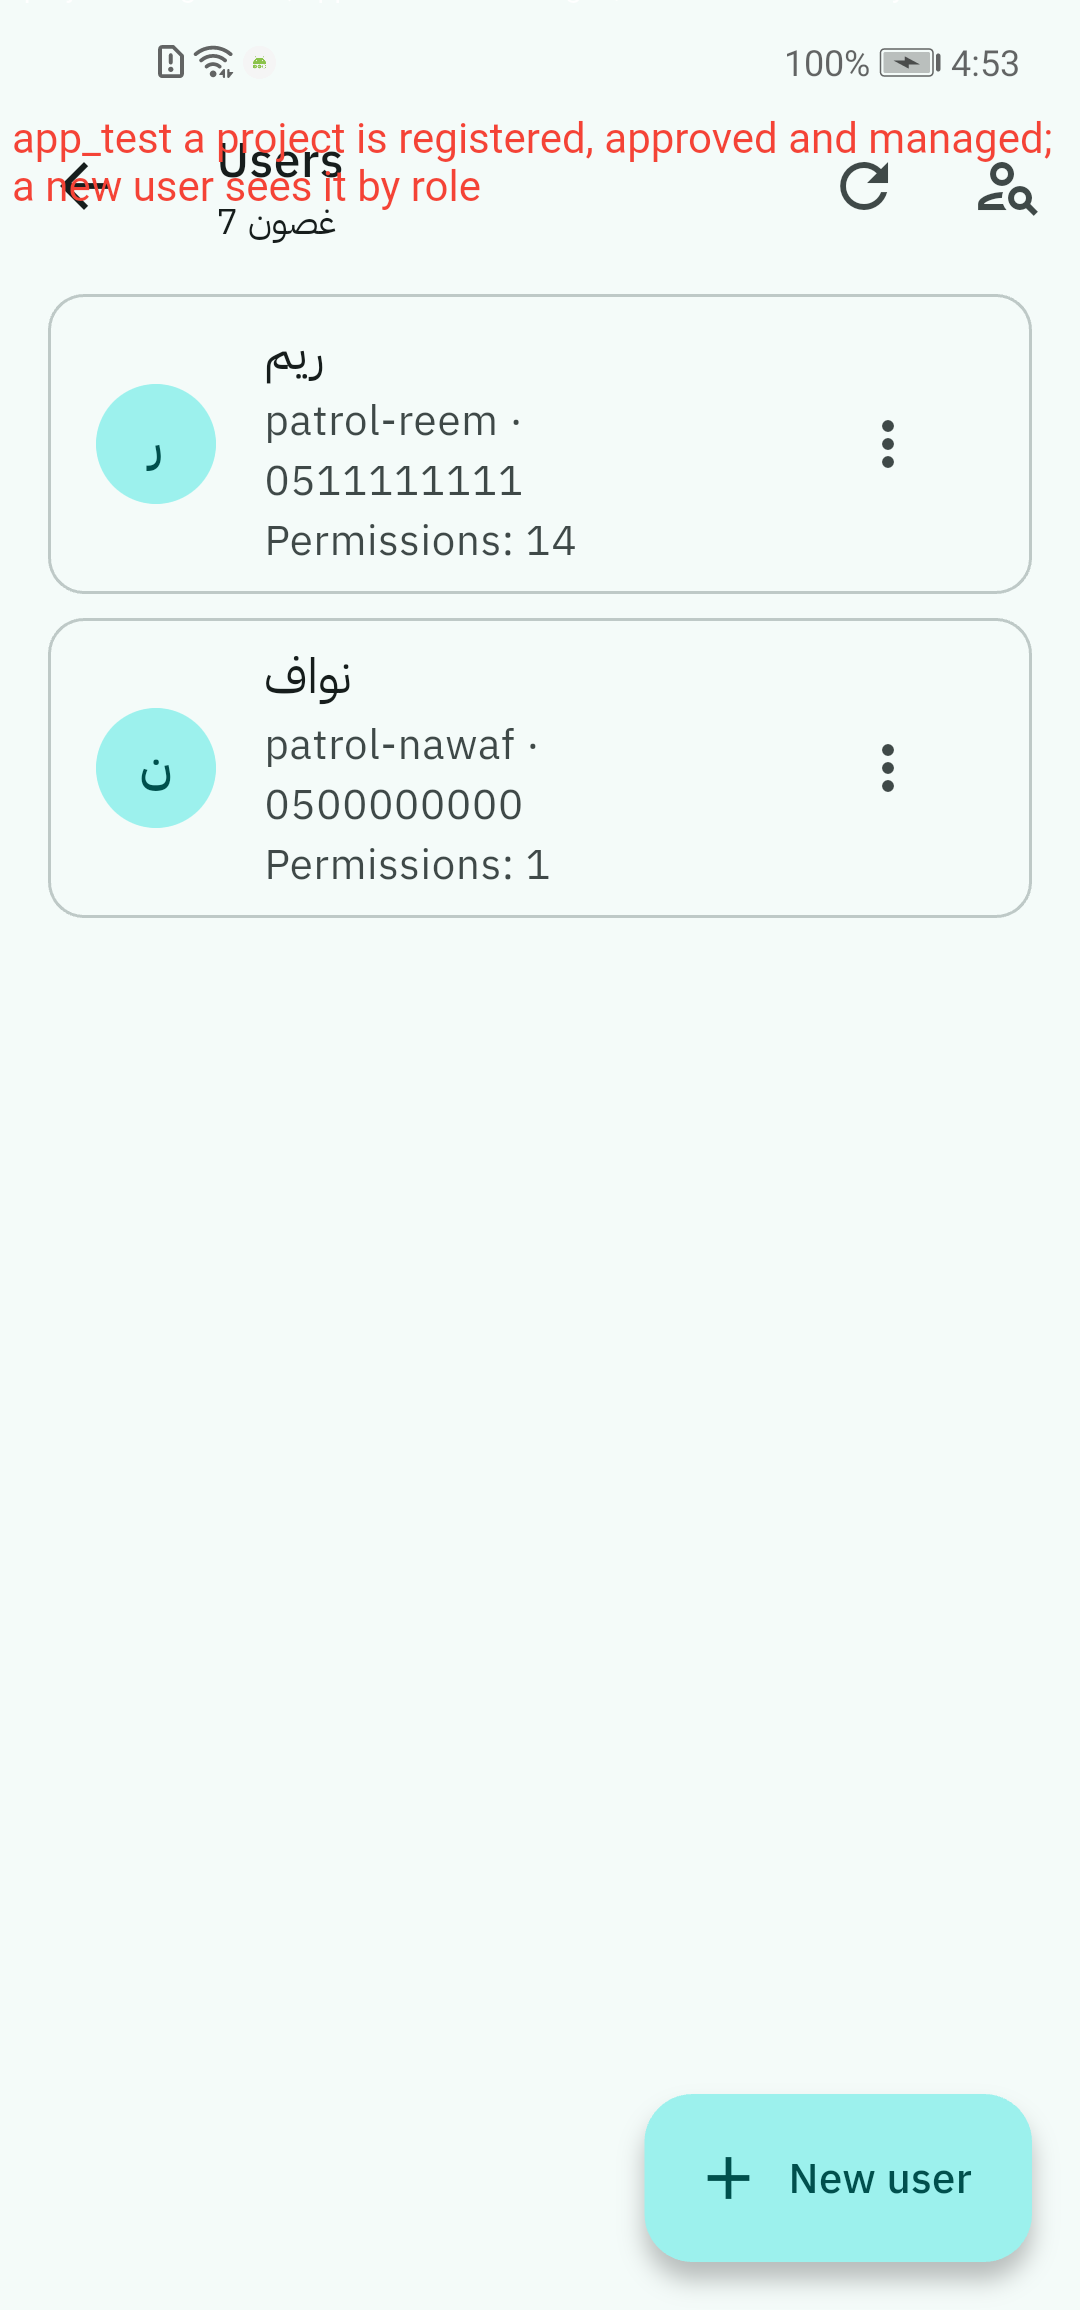 100% 4:53
app_test a project is registered, approved and managed;
a new user sees it by role
Users
غصون 7
ريم
ر
patrol-reem ·
0511111111
Permissions: 14
نواف
ن
patrol-nawaf ·
0500000000
Permissions: 1
New user